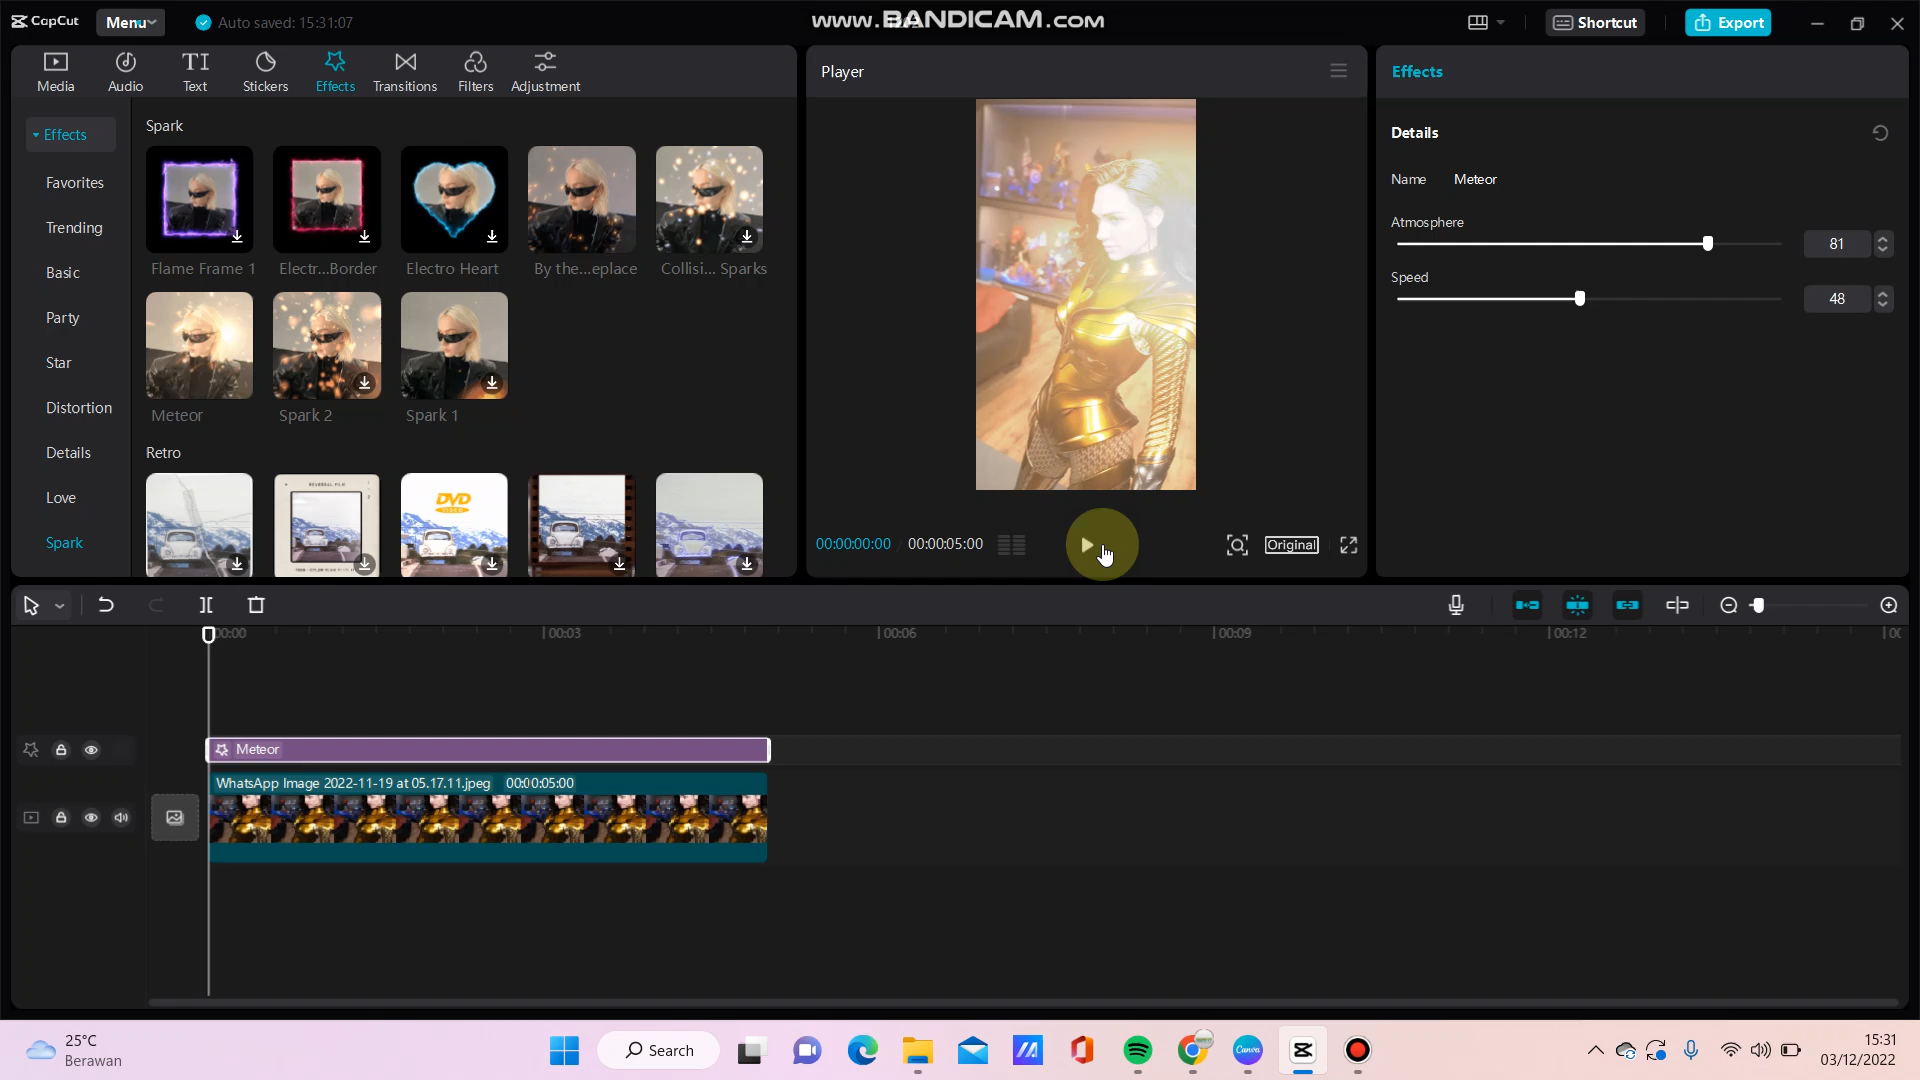 CapCut
Menu
Auto saved: 15:31:07
www.BANDICAM.com
Shortcut
Export
Media
Audio
Text
Stickers
Effects
Transitions
Filters
Adjustment
Player
Effects
Effects
Favorites
Trending
Basic
Party
Star
Distortion
Details
Love
Spark
Spark
Flame Frame 1
Electr...Border
Electro Heart
By the...eplace
Collisi... Sparks
Meteor
Spark 2
Spark 1
Retro
DVD
Details
Name
Meteor
Atmosphere
81
Speed
48
00:00:00:00
00:00:05:00
Original
00:00
00:03
00:06
00:09
00:12
Meteor
WhatsApp Image 2022-11-19 at 05.17.11.jpeg
00:00:05:00
25°C
Berawan
Search
Canva
15:31
03/12/2022